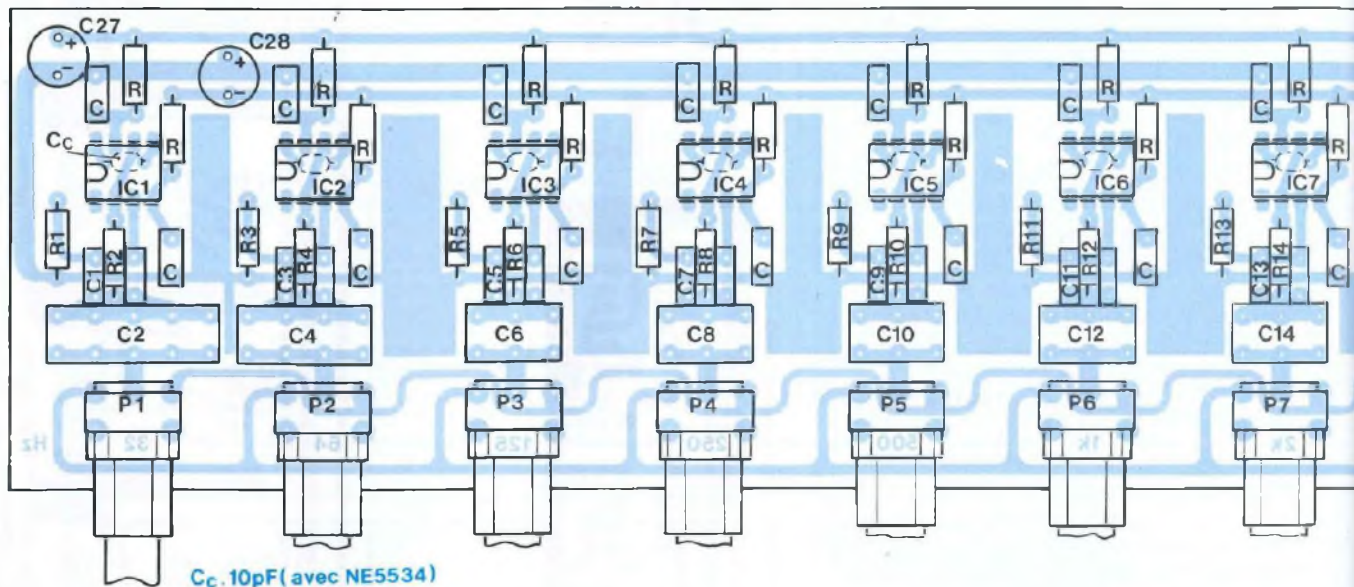 C27
C28
+
-
+
-
C
R
C
R
C
R
C
R
C
R
C
R
C
R
R
R
R
R
R
R
R
Cc
IC1
IC2
IC3
IC4
IC5
IC6
IC7
R1
C1
R2
C
R3
C3
R4
C
R5
C5
R6
C
R7
C7
R8
C
R9
C9
R10
C
R11
C11
R12
C
R13
C13
R14
C
C2
C4
C6
C8
C10
C12
C14
P1
P2
P3
P4
P5
P6
P7
Hz
32
64
125
250
500
1k
2k
Cc.10pF(avec NE5534)